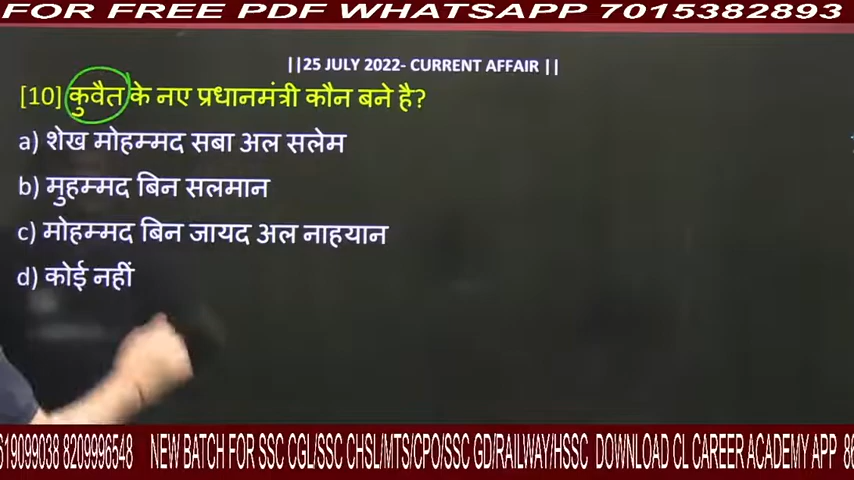 FOR FREE PDF WHATSAPP 7015382893
||25 JULY 2022- CURRENT AFFAIR ||
[10] कुवैत के नए प्रधानमंत्री कौन बने है?
a) शेख मोहम्मद सबा अल सलेम
b) मुहम्मद बिन सलमान
c) मोहम्मद बिन जायद अल नाहयान
d) कोई नहीं
619099038 8209996548 NEW BATCH FOR SSC CGL/SSC CHSL/MTS/CPO/SSC GD/RAILWAY/HSSC DOWNLOAD CL CAREER ACADEMY APP 86